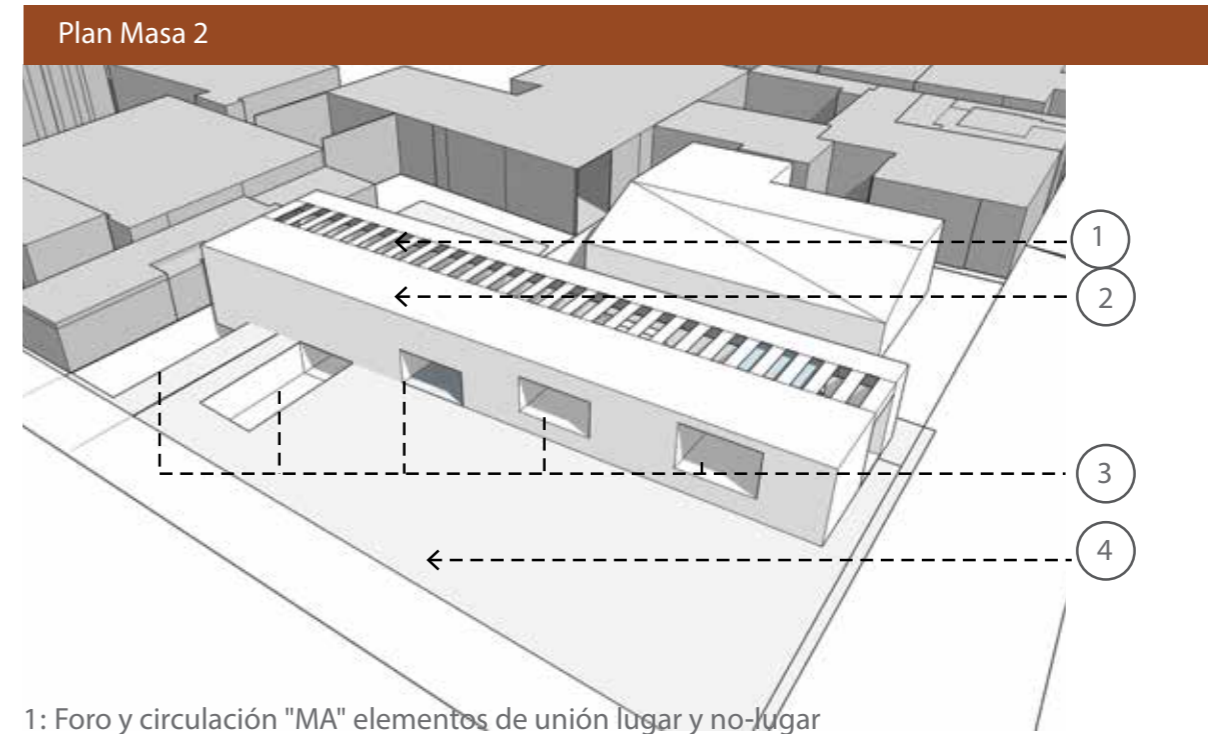 Plan Masa 2
1
2
3
4
1: Foro y circulación "MA" elementos de unión lugar y no-lugar